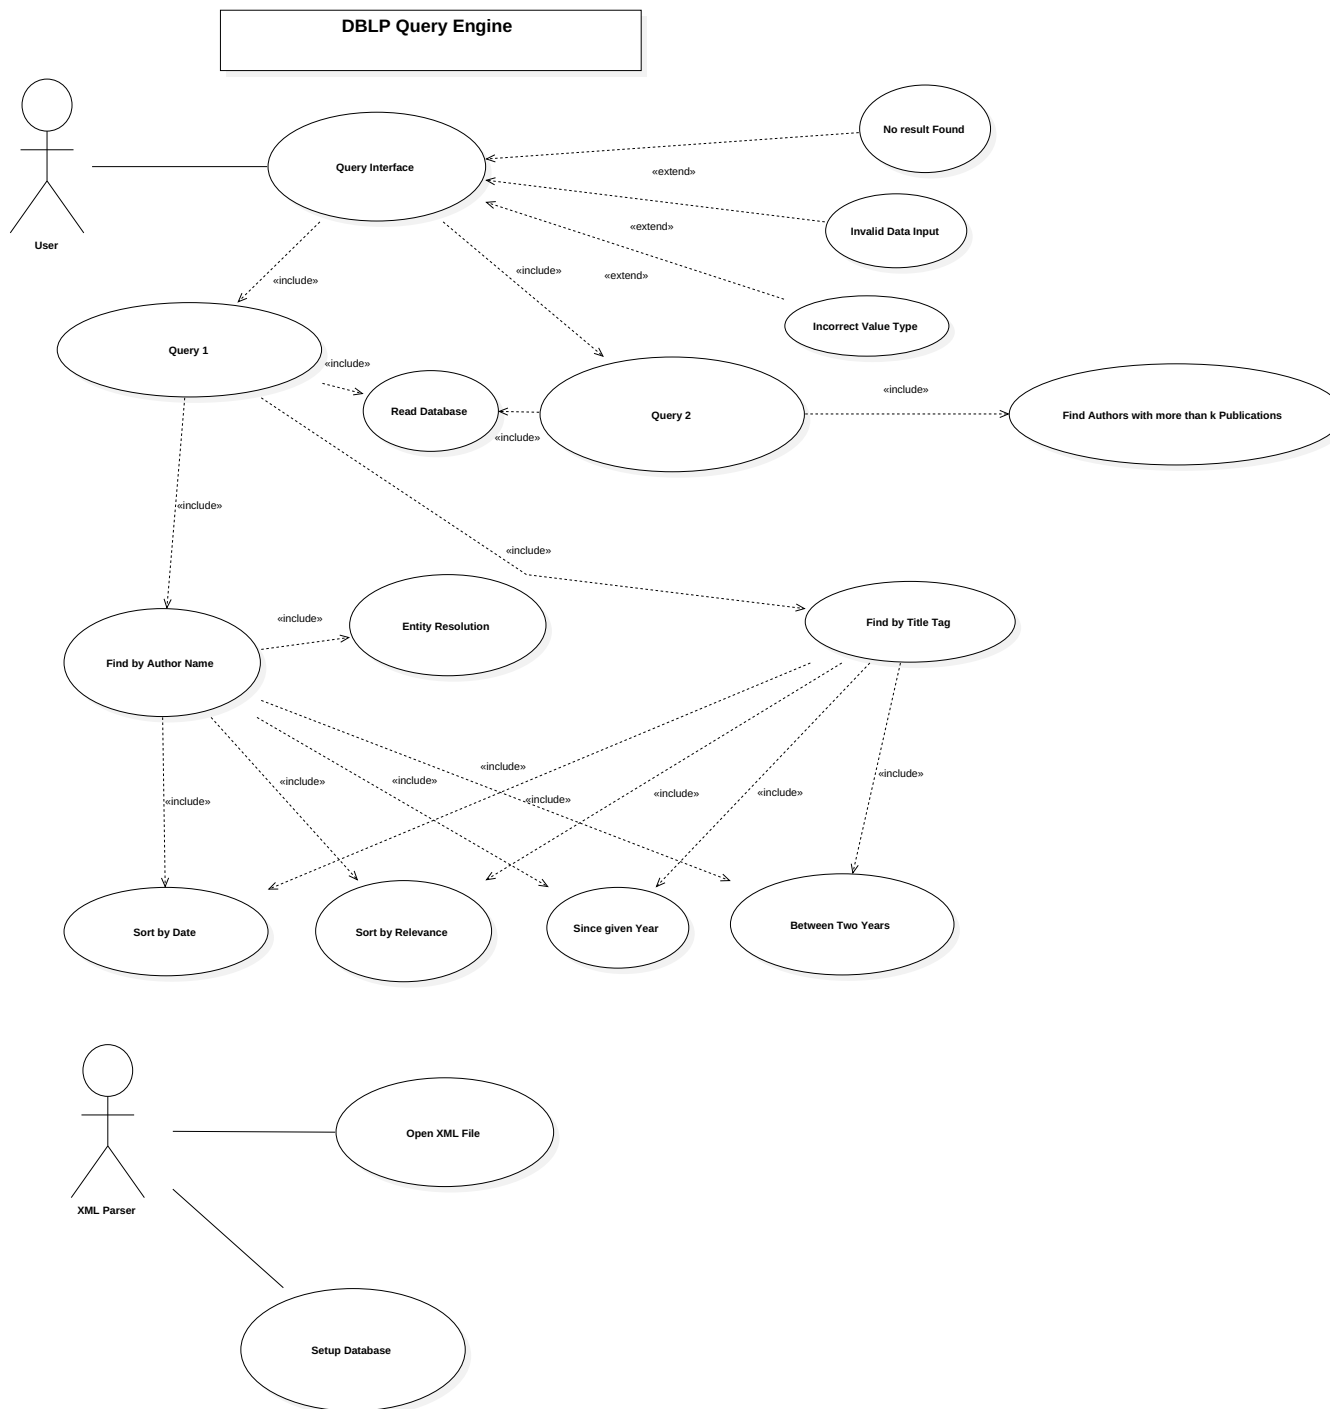 DBLP Query Engine
No result Found
Query Interface
«extend»
Invalid Data Input
«extend»
User
«include»
«extend»
«include»
Incorrect Value Type
Query 1
«include»
«include»
Read Database
Query 2
Find Authors with more than k Publications
«include»
«include»
«include»
«include»
Entity Resolution
Find by Title Tag
Find by Author Name
«include»
«include»
«include»
«include»
«include»
«include»
«include»
«include»
Sort by Date
Sort by Relevance
Since given Year
Between Two Years
Open XML File
XML Parser
Setup Database